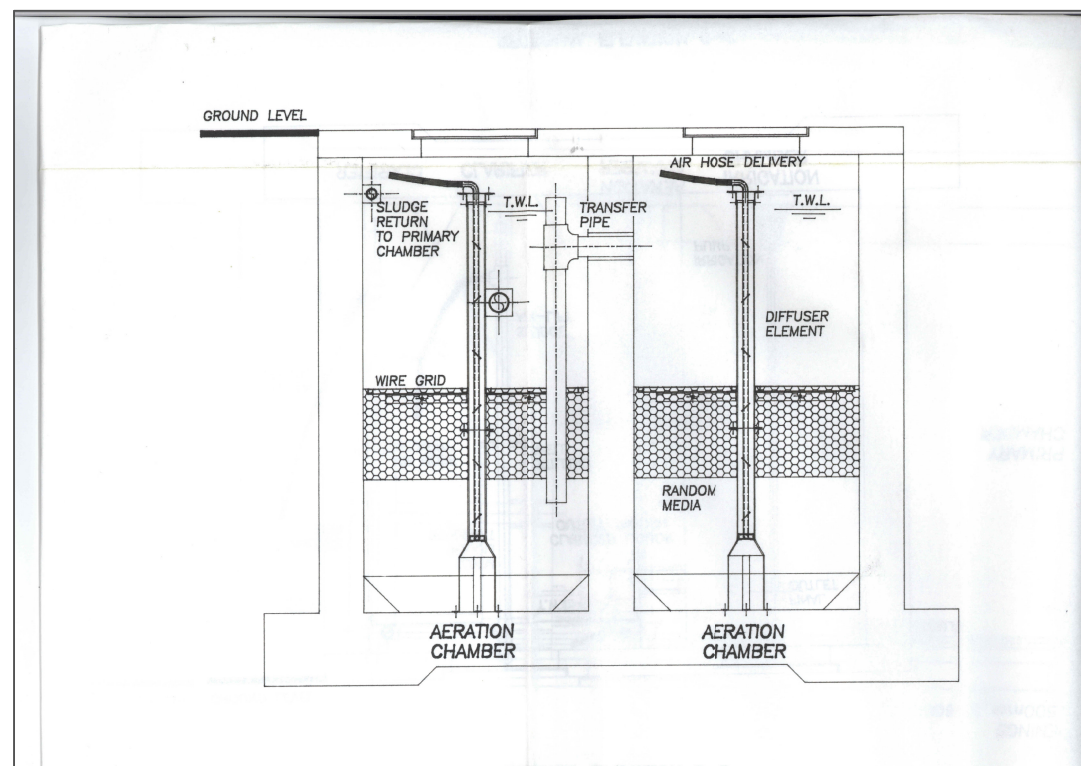 GROUND LEVEL
AIR HOSE DELIVERY
SLUDGE
RETURN
TO PRIMARY
CHAMBER
T.W.L.
TRANSFER
PIPE
T.W.L.
DIFFUSER
ELEMENT
WIRE GRID
RANDOM
MEDIA
AERATION
CHAMBER
AERATION
CHAMBER